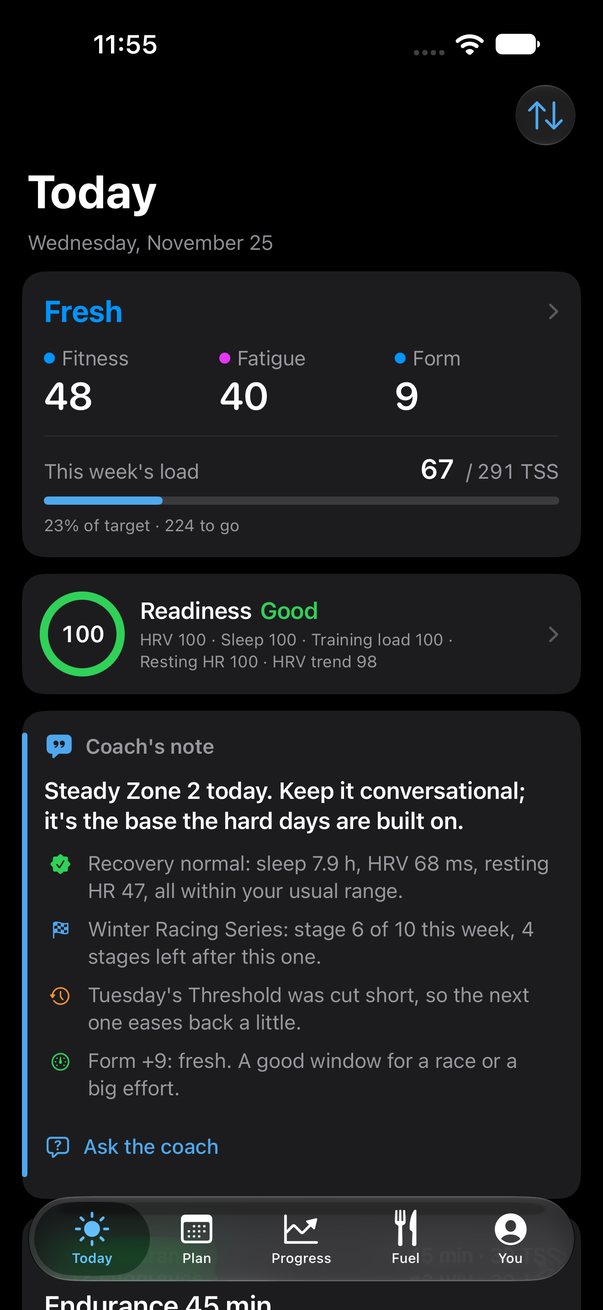 11:55
Today
Wednesday, November 25
Fresh
Fitness
Fatigue
Form
48
40
9
This week's load
67 / 291 TSS
23% of target · 224 to go
100
Readiness Good
HRV 100 · Sleep 100 · Training load 100 ·
Resting HR 100 · HRV trend 98
Coach's note
Steady Zone 2 today. Keep it conversational;
it's the base the hard days are built on.
Recovery normal: sleep 7.9 h, HRV 68 ms, resting
HR 47, all within your usual range.
Winter Racing Series: stage 6 of 10 this week, 4
stages left after this one.
Tuesday's Threshold was cut short, so the next
one eases back a little.
Form +9: fresh. A good window for a race or a
big effort.
Ask the coach
Today
Plan
Progress
Fuel
You
Endurance 45 min